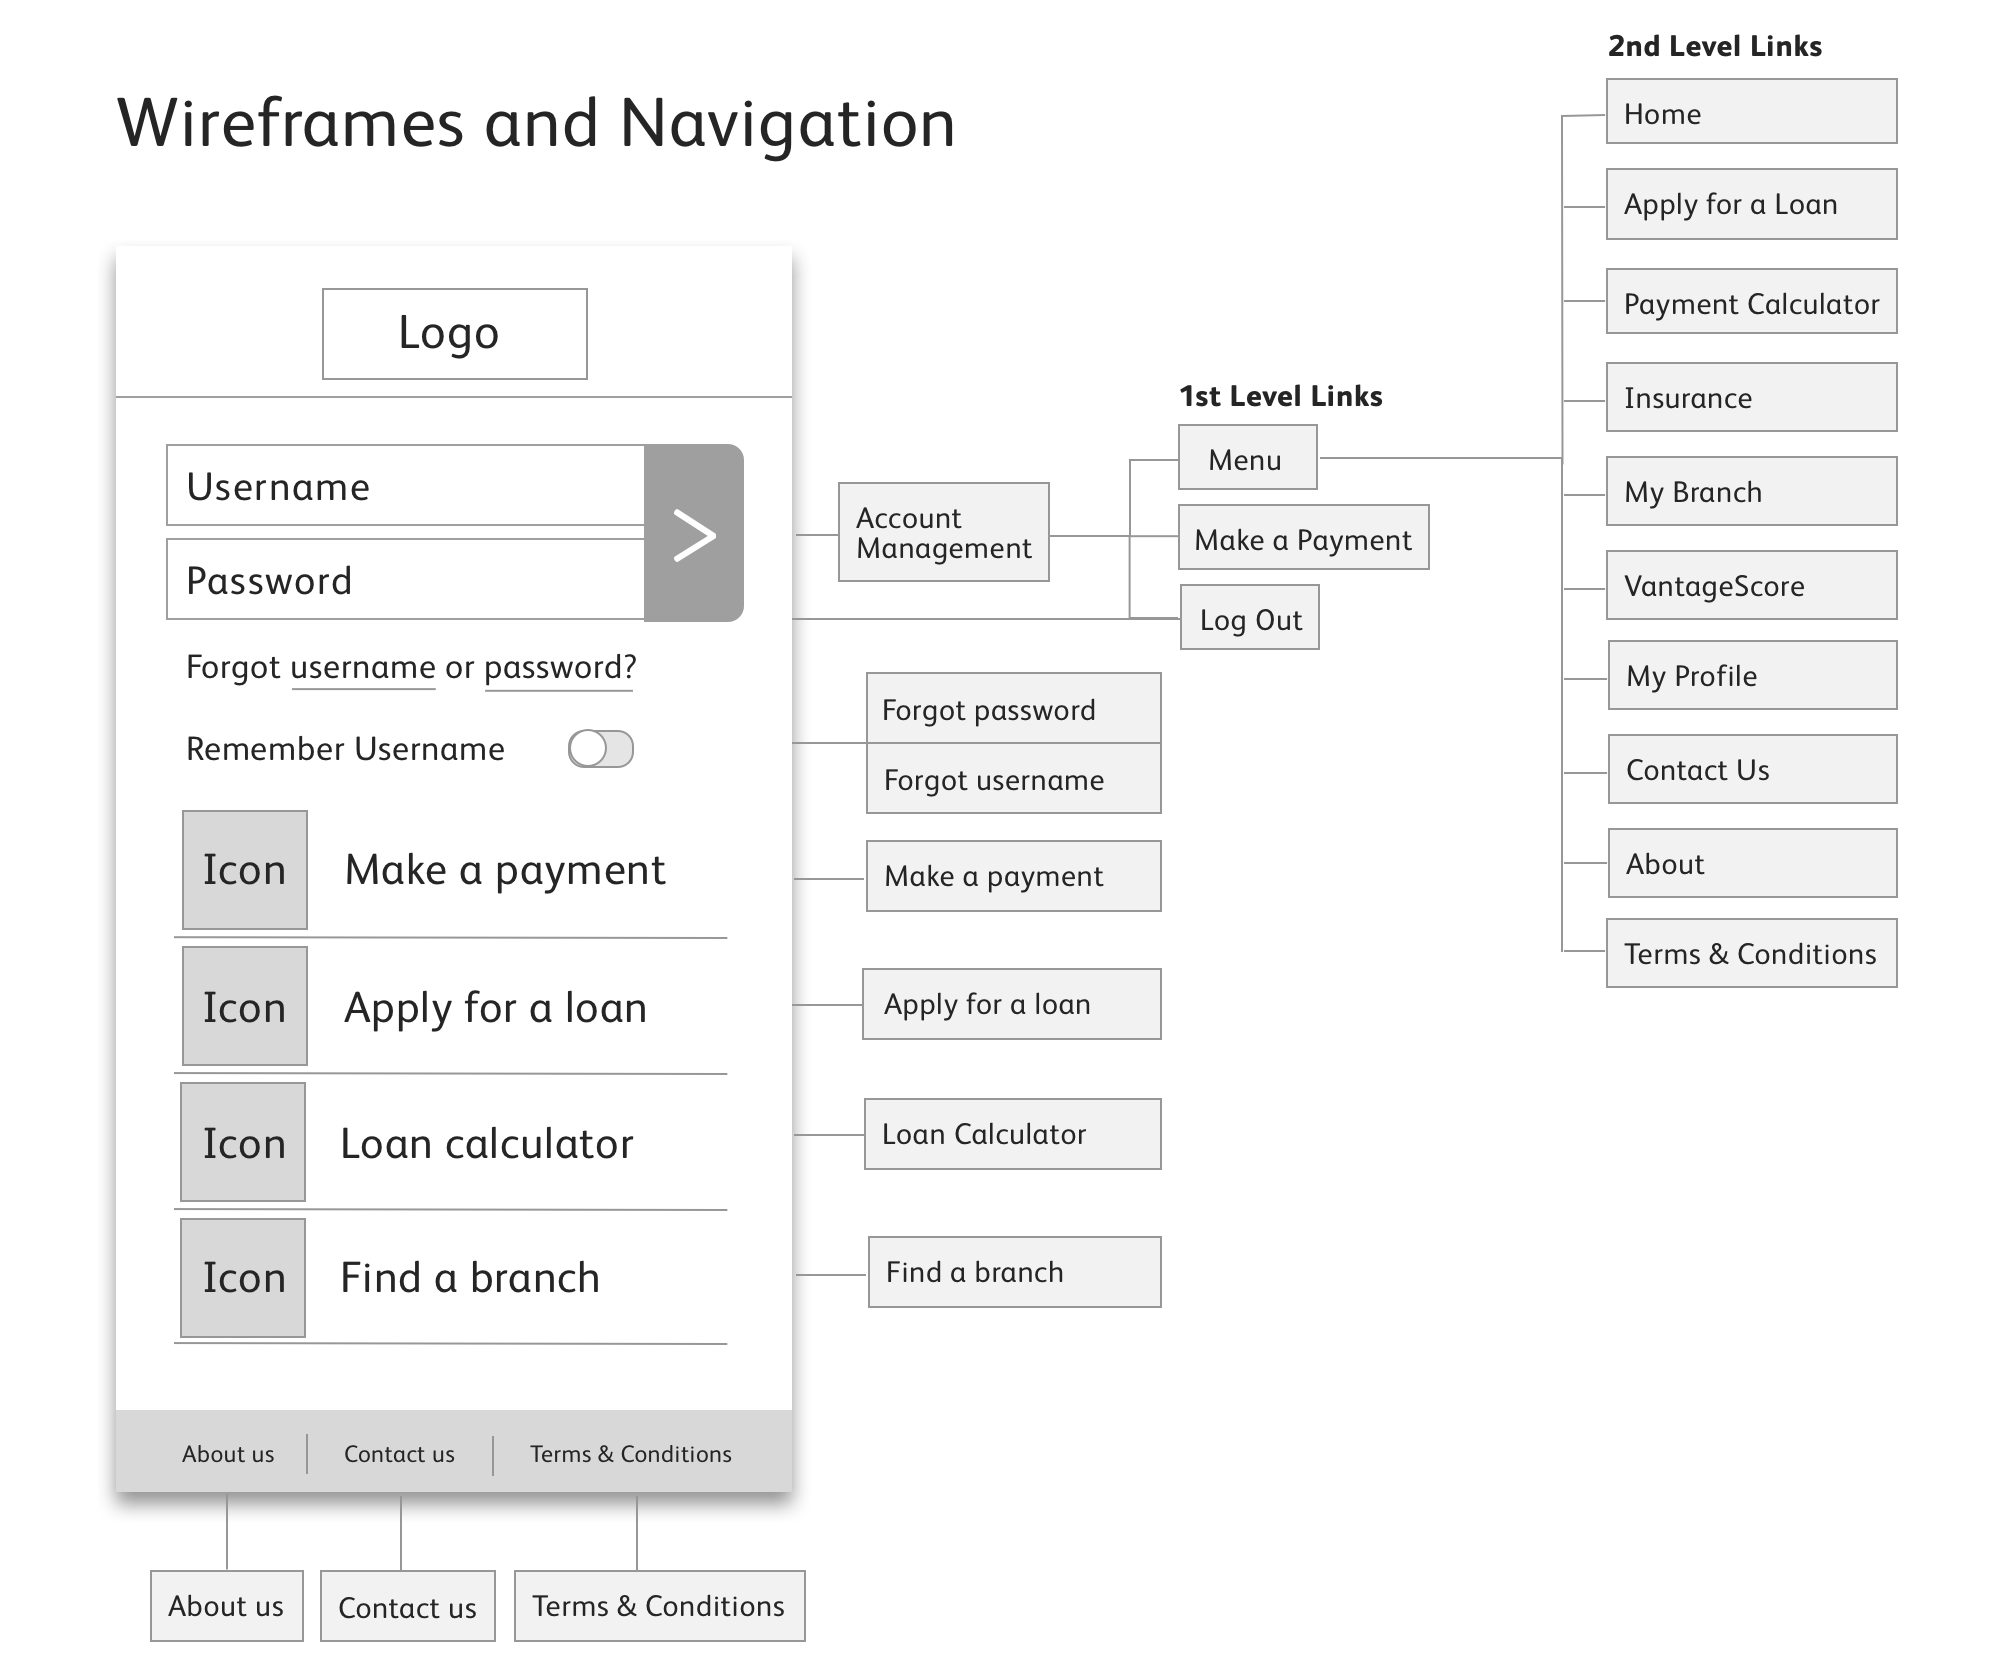 Wireframes and Navigation
Logo
Username
Password
>
Forgot username or password?
Remember Username
Icon Make a payment
Icon Apply for a loan
Icon Loan calculator
Icon Find a branch
About us | Contact us | Terms & Conditions
About us
Contact us
Terms & Conditions
Account
Management
1st Level Links
Menu
Make a Payment
Log Out
Forgot password
Forgot username
Make a payment
Apply for a loan
Loan Calculator
Find a branch
2nd Level Links
Home
Apply for a Loan
Payment Calculator
Insurance
My Branch
VantageScore
My Profile
Contact Us
About
Terms & Conditions